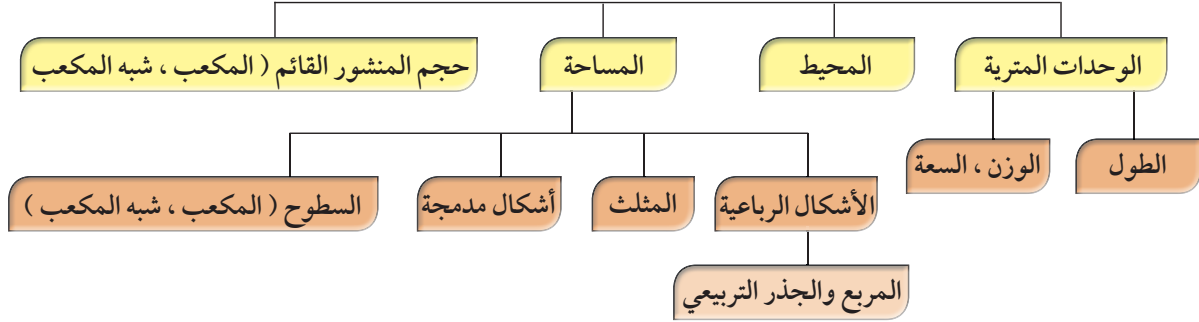 الوحدات المترية
المحيط
المساحة
حجم المنشور القائم ( المكعب ، شبه المكعب
الطول
الوزن ، السعة
الأشكال الرباعية
المثلث
أشكال مدمجة
السطوح ( المكعب ، شبه المكعب )
المربع والجذر التربيعي